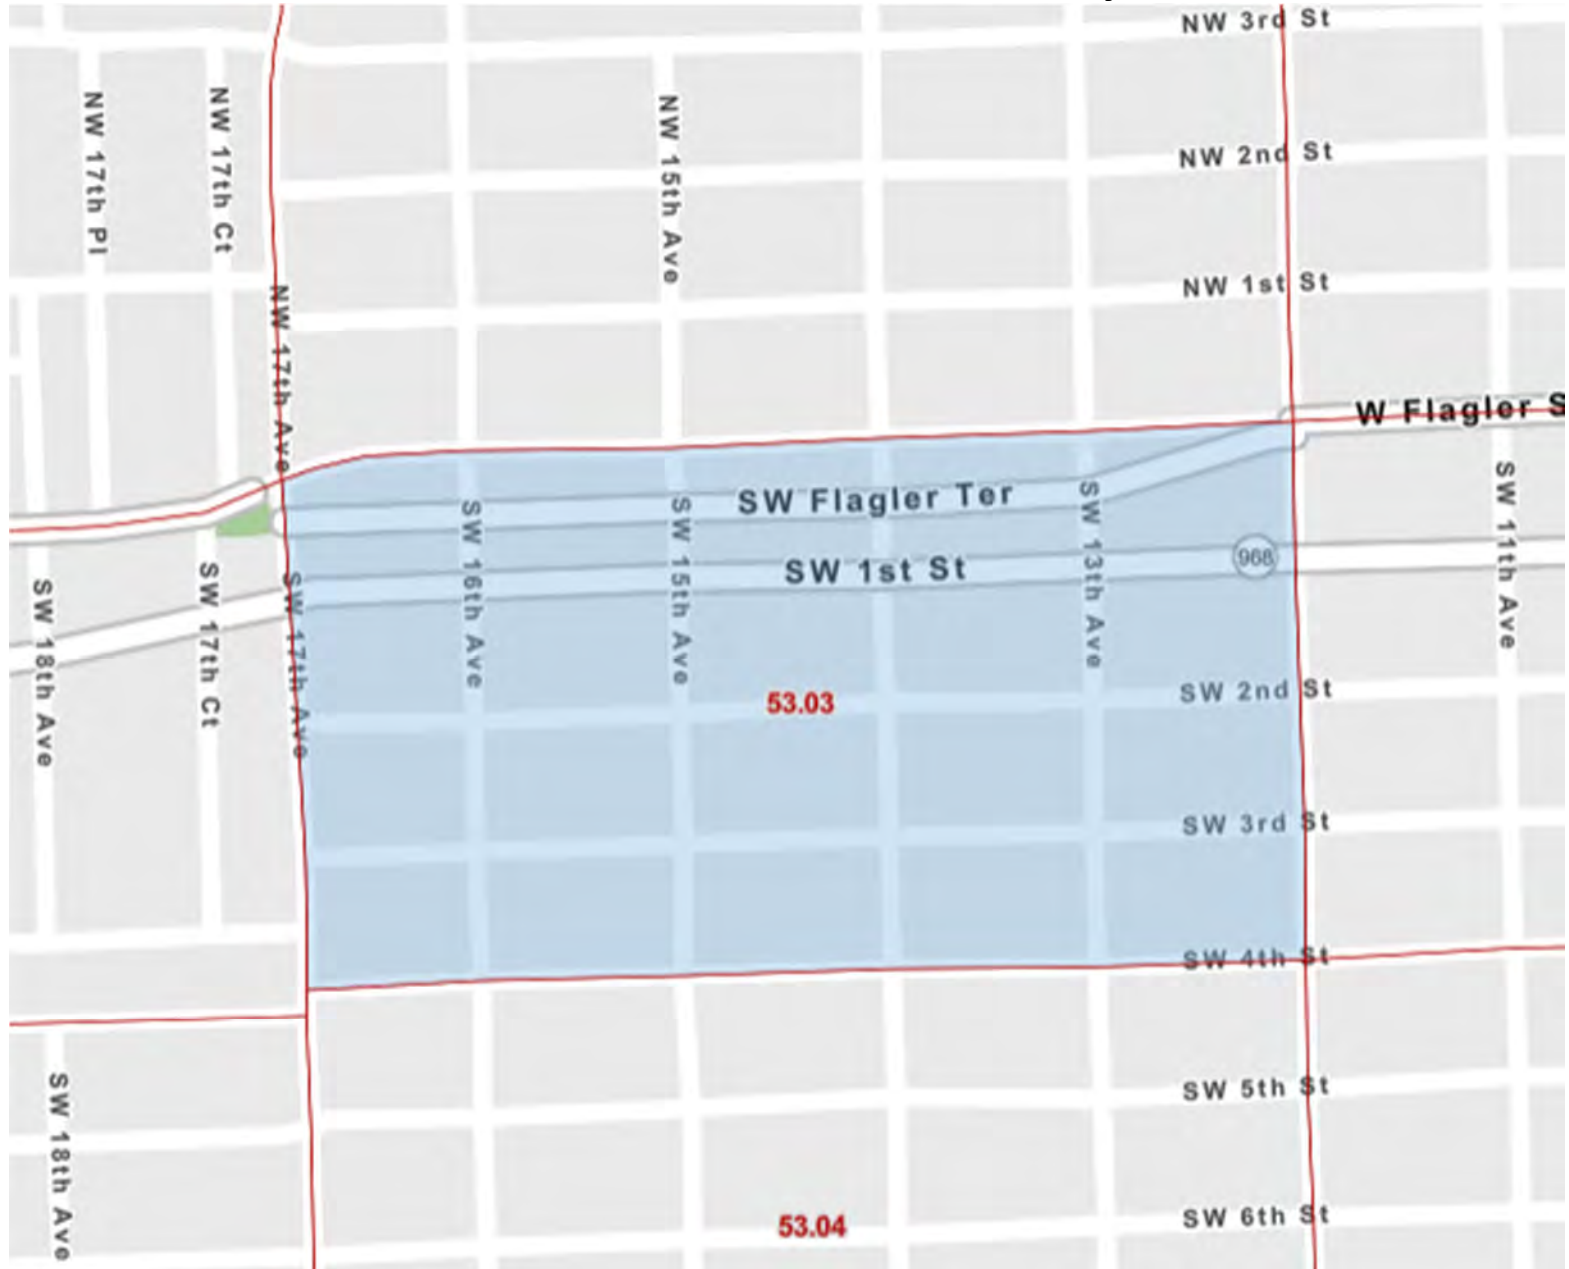 NW 3rd St
NW 17th Pl
NW 17th Ct
NW 15th Ave
NW 2nd St
NW 1st St
NW 17th Ave
W Flagler S
SW Flagler Ter
SW 1st St
968
SW 18th Ave
SW 17th Ct
SW 17th Ave
SW 16th Ave
SW 15th Ave
SW 13th Ave
SW 11th Ave
53.03
SW 2nd St
SW 3rd St
SW 4th St
SW 18th Ave
SW 5th St
53.04
SW 6th St